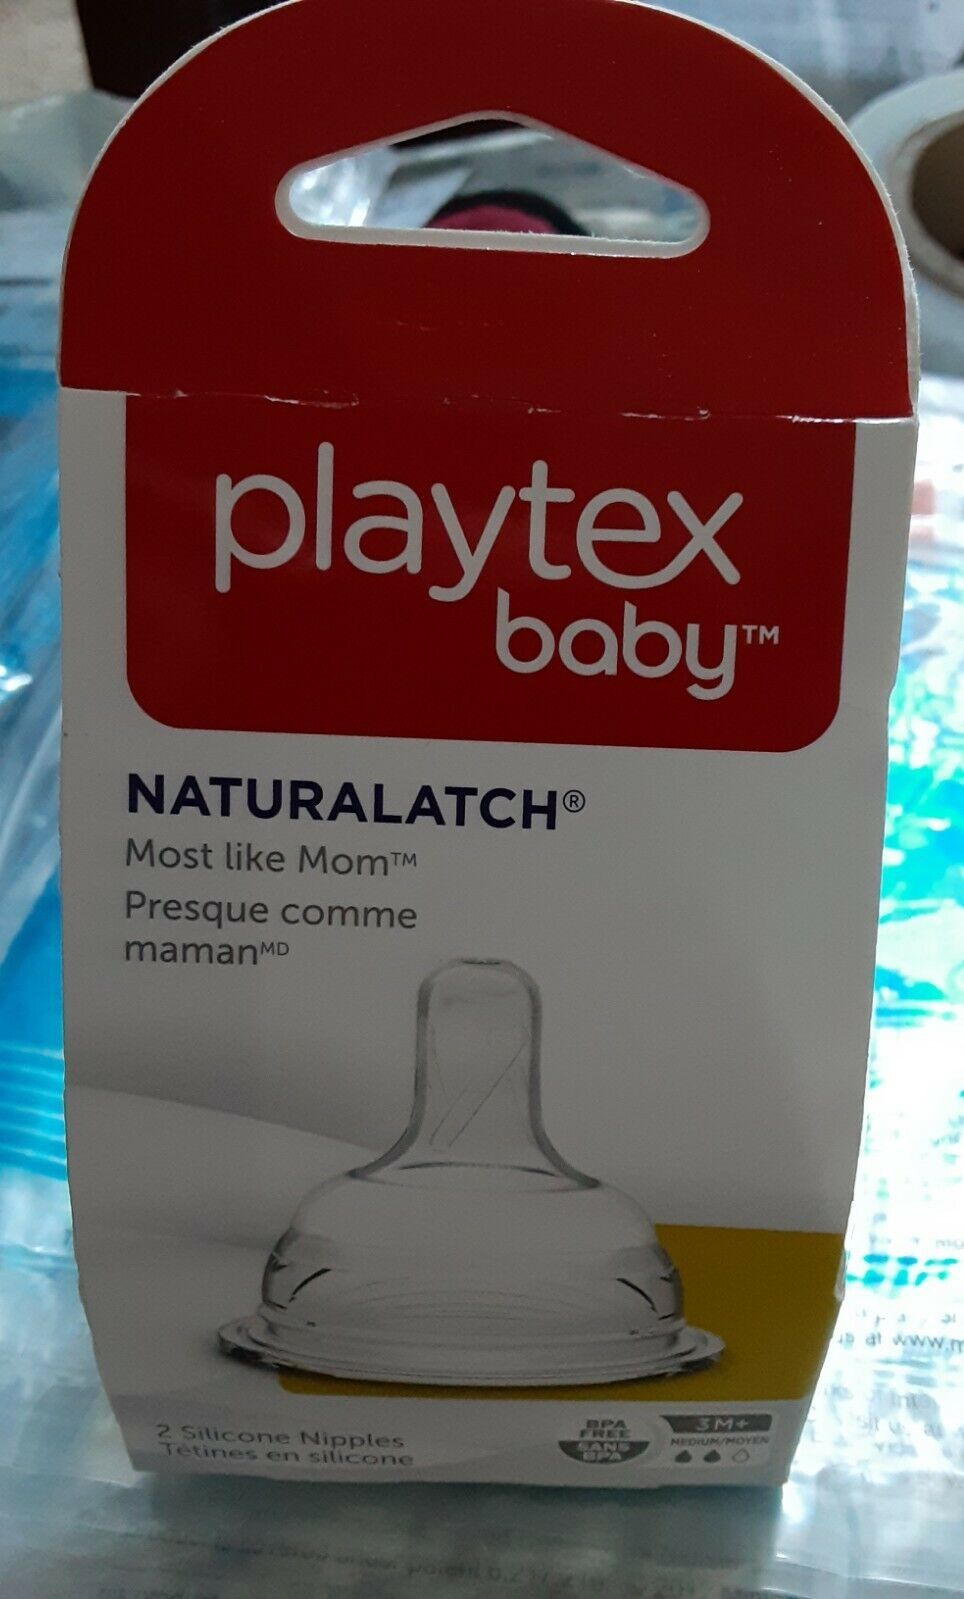 playtex
baby™
NATURALATCH®
Most like Mom™
Presque comme
maman MD
2 Silicone Nipples
Tétines en silicone
BPA
FREE
SANS
BPA
3M+
MEDIUM/MOYEN
www.m